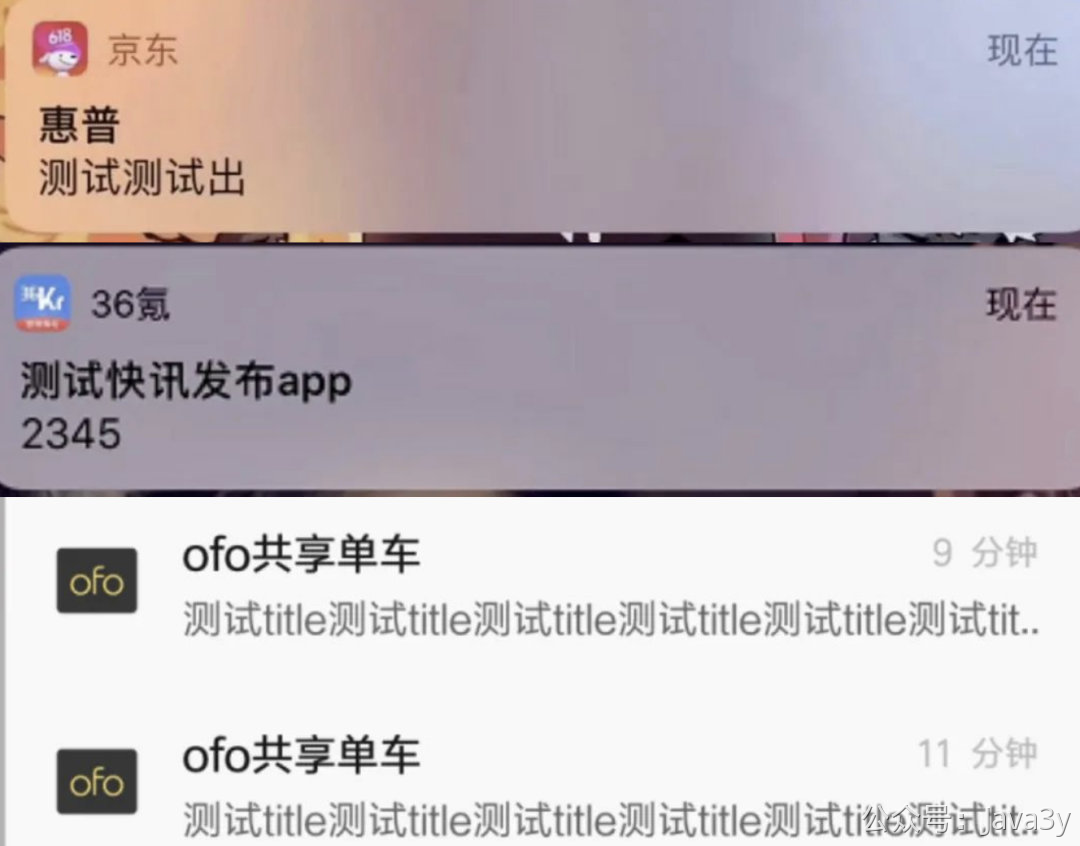 618
京东
现在
惠普
测试测试出
36Kr
36氪
现在
测试快讯发布app
2345
ofo
ofo共享单车
9 分钟
测试title测试title测试title测试title测试title测试tit..
ofo
ofo共享单车
11 分钟
测试title测试title测试title测试title测试title测试tit..
公众号：java3y